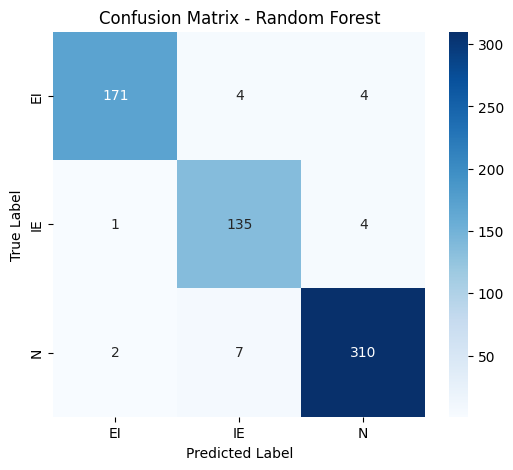 Confusion Matrix - Random Forest
EI 171 4 4
IE 1 135 4
N 2 7 310
EI IE N
True Label
Predicted Label
300
250
200
150
100
50